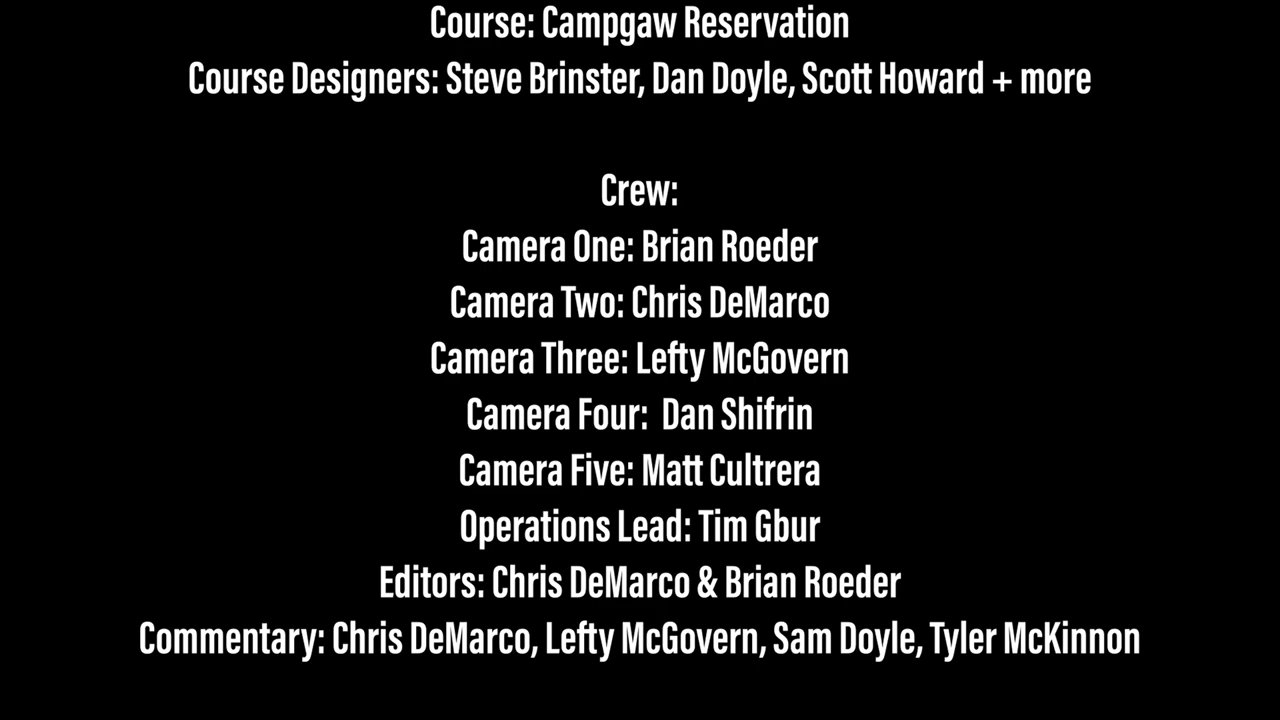 Course: Campgaw Reservation
Course Designers: Steve Brinster, Dan Doyle, Scott Howard + more
Crew:
Camera One: Brian Roeder
Camera Two: Chris DeMarco
Camera Three: Lefty McGovern
Camera Four:  Dan Shifrin
Camera Five: Matt Cultrera
Operations Lead: Tim Gbur
Editors: Chris DeMarco & Brian Roeder
Commentary: Chris DeMarco, Lefty McGovern, Sam Doyle, Tyler McKinnon